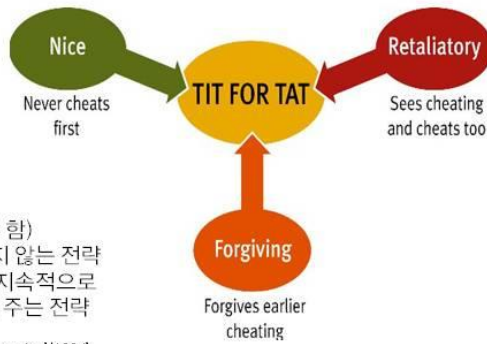 Nice
Retaliatory
TIT FOR TAT
Never cheats
first
Sees cheating
and cheats too
함)
지 않는 전략
지속적으로
주는 전략
Forgiving
Forgives earlier
cheating